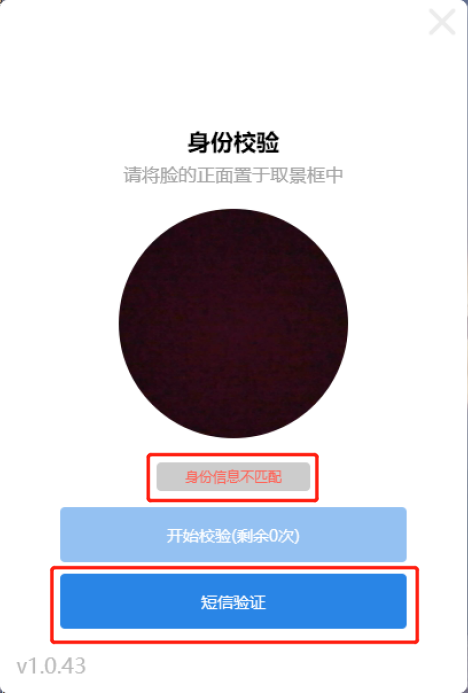 身份校验
请将脸的正面置于取景框中
身份信息不匹配
开始校验(剩余0次)
短信验证
v1.0.43